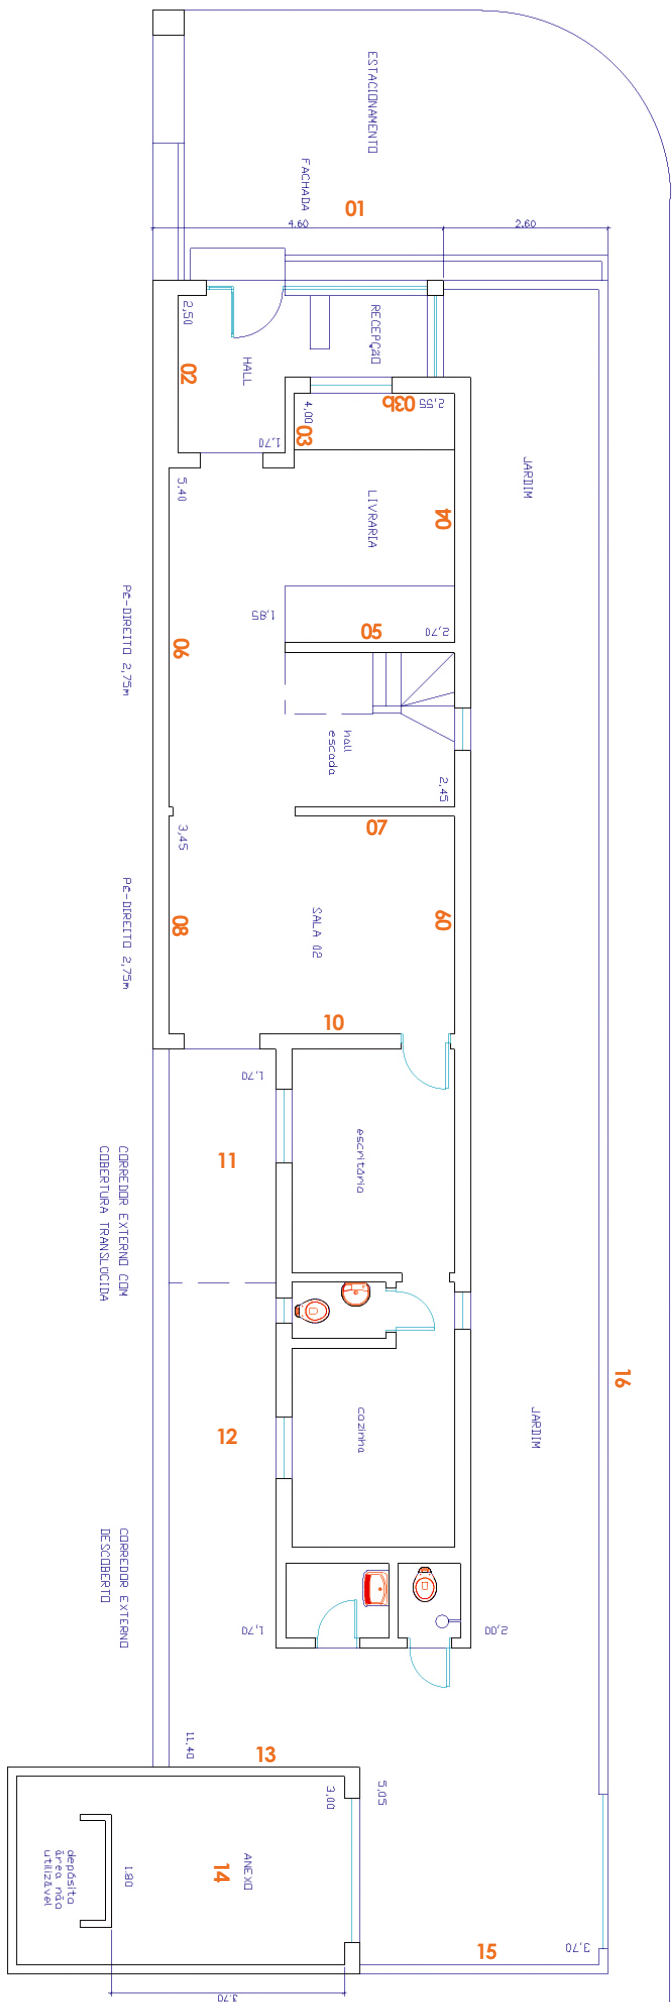 ESTACIONAMENTO
FACHADA
01
4.60
2.60
2,50
RECEPÇÃO
HALL
02
03b
2,55
4,00
03
1,70
JARDIM
5,40
LIVRARIA
04
1,85
05
2,70
PÉ-DIREITO 2,75m
06
hall
escada
2,45
3,45
07
PÉ-DIREITO 2,75m
08
SALA 02
09
10
1,70
11
escritório
CORREDOR EXTERNO COM
COBERTURA TRANSLÚCIDA
16
12
cozinha
JARDIM
CORREDOR EXTERNO
DESCOBERTO
1,70
2,00
11,40
13
3,00
5,05
ANEXO
14
1.80
depósito
área não
utilizável
15
3,70
3.70